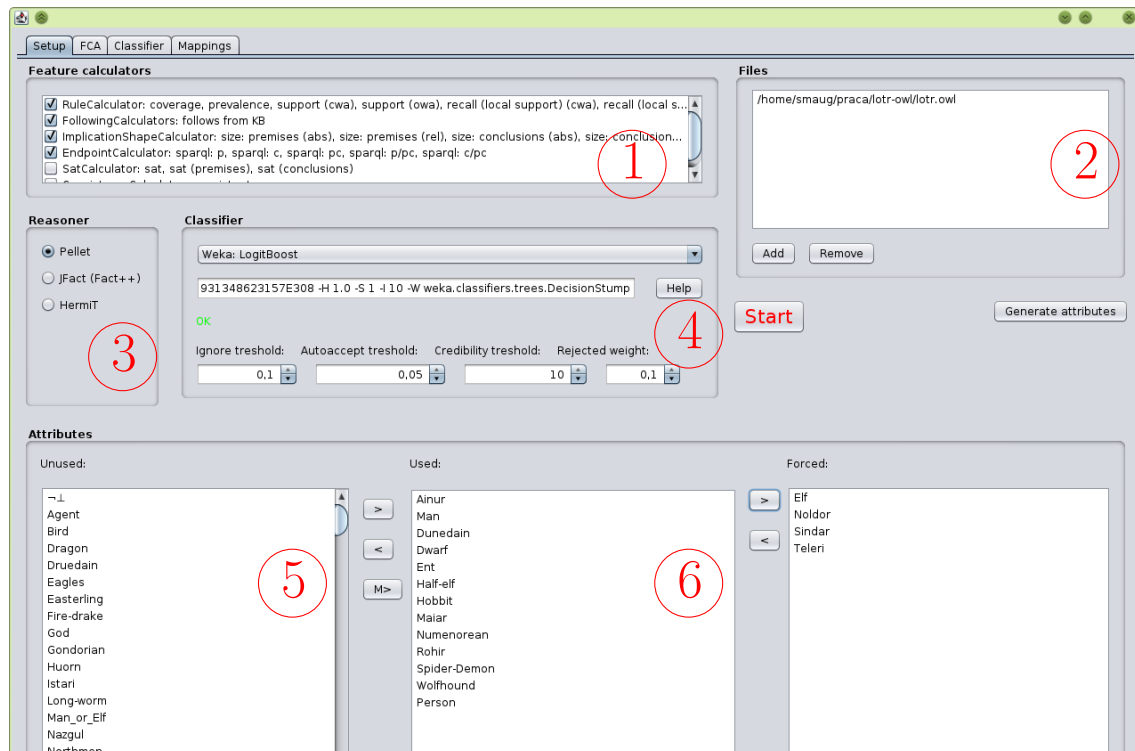 Setup FCA Classifier Mappings
Feature calculators
RuleCalculator: coverage, prevalence, support (cwa), support (owa), recall (local support) (cwa), recall (local s...
FollowingCalculators: follows from KB
ImplicationShapeCalculator: size: premises (abs), size: premises (rel), size: conclusions (abs), size: conclusion...
EndpointCalculator: sparql: p, sparql: c, sparql: pc, sparql: p/pc, sparql: c/pc
SatCalculator: sat, sat (premises), sat (conclusions)
1
Files
/home/smaug/praca/lotr-owl/lotr.owl
2
Add Remove
Reasoner
Pellet
JFact (Fact++)
HermiT
3
Classifier
Weka: LogitBoost
931348623157E308 -H 1.0 -S 1 -I 10 -W weka.classifiers.trees.DecisionStump
Help
OK
4
Ignore treshold: Autoaccept treshold: Credibility treshold: Rejected weight:
0,1 0,05 10 0,1
Start
Generate attributes
Attributes
Unused:
¬⊥
Agent
Bird
Dragon
Druedain
Eagles
Easterling
Fire-drake
God
Gondorian
Huorn
Istari
Long-worm
Man_or_Elf
Nazgul
Northmen
5
>
<
M>
Used:
Ainur
Man
Dunedain
Dwarf
Ent
Half-elf
Hobbit
Maiar
Numenorean
Rohir
Spider-Demon
Wolfhound
Person
6
>
<
Forced:
Elf
Noldor
Sindar
Teleri